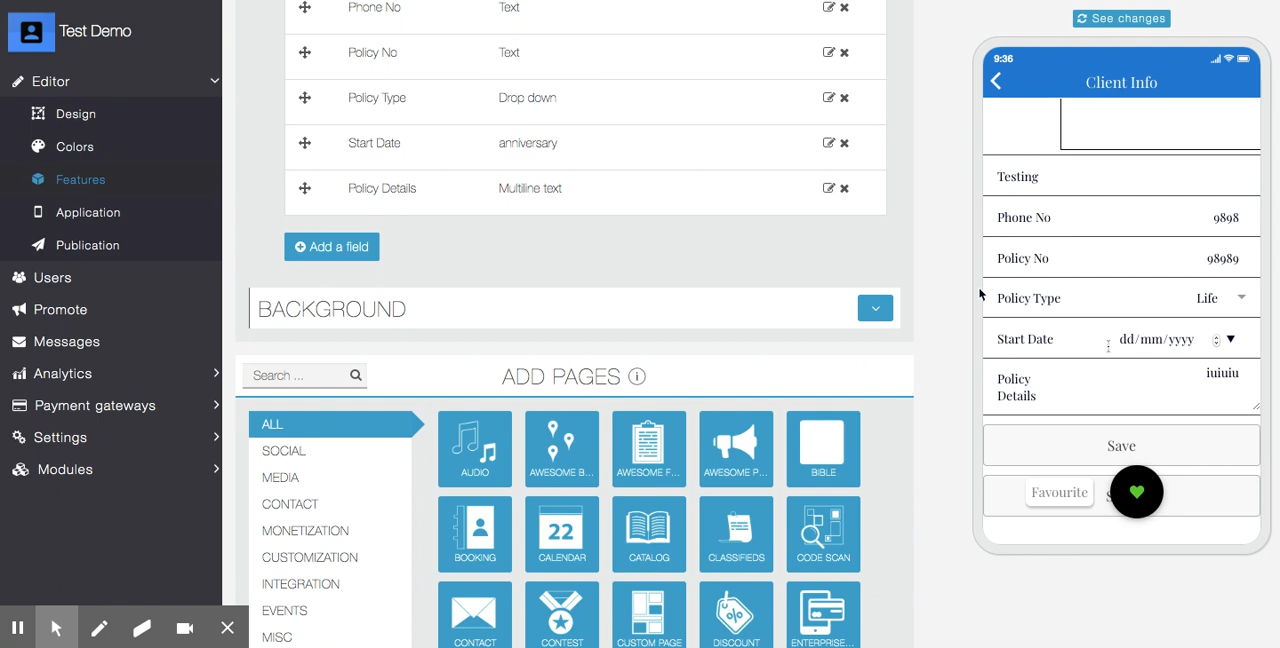 Test Demo
Editor
Design
Colors
Features
Application
Publication
Users
Promote
Messages
Analytics
Payment gateways
Settings
Modules
Phone No Text
Policy No Text
Policy Type Drop down
Start Date anniversary
Policy Details Multiline text
Add a field
BACKGROUND
Search ...
ADD PAGES
ALL
SOCIAL
MEDIA
CONTACT
MONETIZATION
CUSTOMIZATION
INTEGRATION
EVENTS
MISC
AUDIO
AWESOME B...
AWESOME F...
AWESOME P...
BIBLE
BOOKING
22
CALENDAR
CATALOG
CLASSIFIEDS
CODE SCAN
CONTACT
CONTEST
CUSTOM PAGE
DISCOUNT
ENTERPRISE...
See changes
9:36
Client Info
Testing
Phone No 9898
Policy No 98989
Policy Type Life
Start Date dd/mm/yyyy
Policy
Details
iuiuiu
Save
Favourite